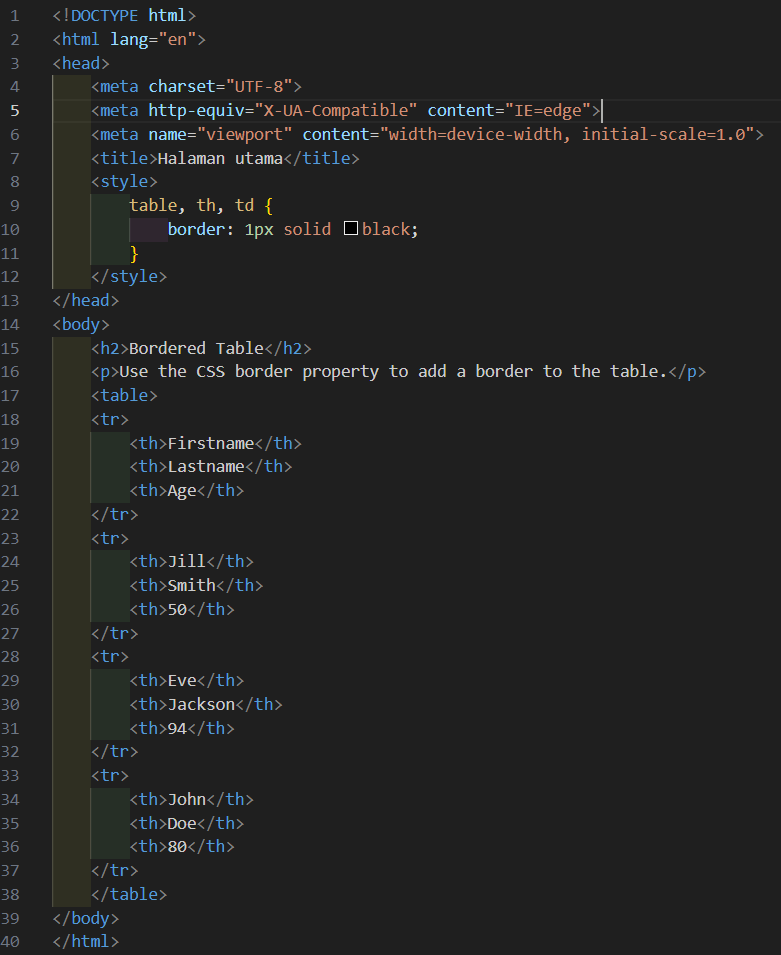 1 <!DOCTYPE html>
2 <html lang="en">
3 <head>
4     <meta charset="UTF-8">
5     <meta http-equiv="X-UA-Compatible" content="IE=edge">
6     <meta name="viewport" content="width=device-width, initial-scale=1.0">
7     <title>Halaman utama</title>
8     <style>
9         table, th, td {
10             border: 1px solid black;
11         }
12     </style>
13 </head>
14 <body>
15     <h2>Bordered Table</h2>
16     <p>Use the CSS border property to add a border to the table.</p>
17     <table>
18     <tr>
19         <th>Firstname</th>
20         <th>Lastname</th>
21         <th>Age</th>
22     </tr>
23     <tr>
24         <th>Jill</th>
25         <th>Smith</th>
26         <th>50</th>
27     </tr>
28     <tr>
29         <th>Eve</th>
30         <th>Jackson</th>
31         <th>94</th>
32     </tr>
33     <tr>
34         <th>John</th>
35         <th>Doe</th>
36         <th>80</th>
37     </tr>
38     </table>
39 </body>
40 </html>